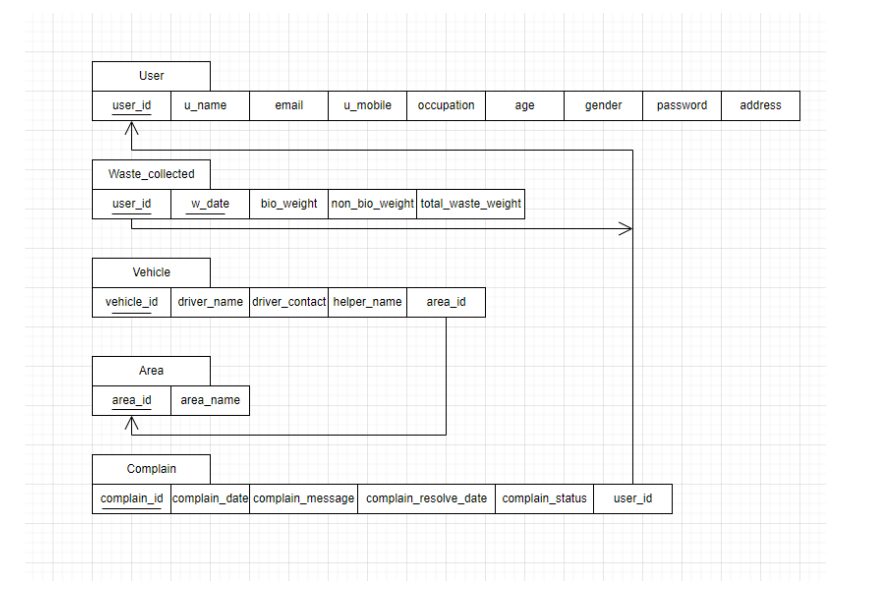 User
user_id u_name email u_mobile occupation age gender password address
Waste_collected
user_id w_date bio_weight non_bio_weight total_waste_weight
Vehicle
vehicle_id driver_name driver_contact helper_name area_id
Area
area_id area_name
Complain
complain_id complain_date complain_message complain_resolve_date complain_status user_id